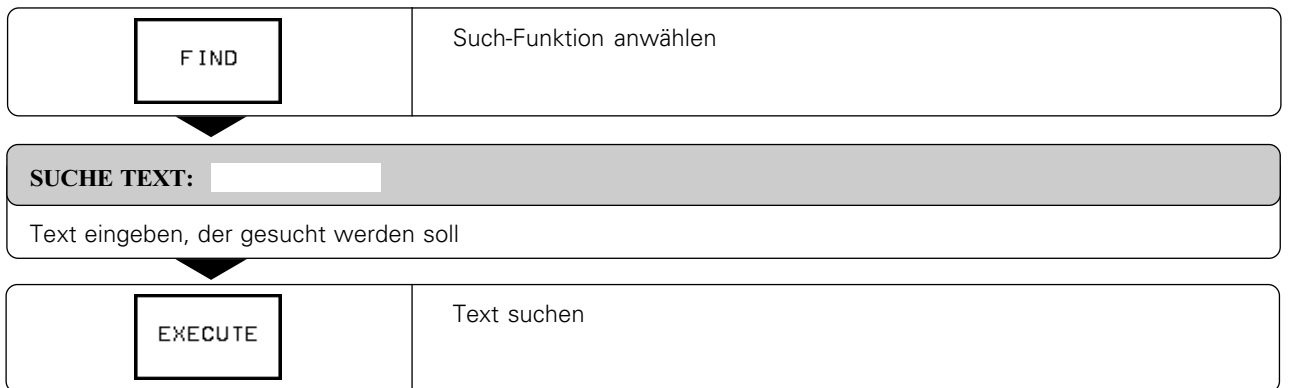 FIND
Such-Funktion anwählen
SUCHE TEXT:
Text eingeben, der gesucht werden soll
EXECUTE
Text suchen